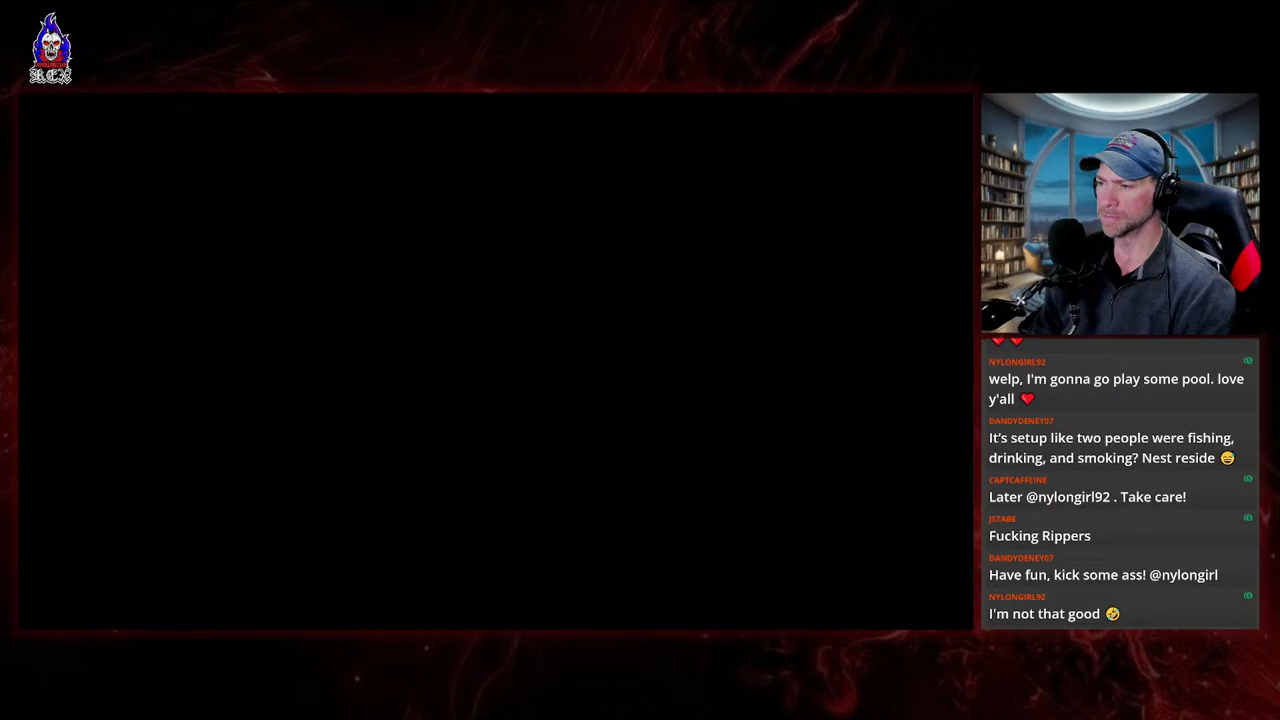 REX
NYLONGIRL92
welp, I'm gonna go play some pool. love
y'all ❤️
DANDYDENEY07
It's setup like two people were fishing,
drinking, and smoking? Nest reside 😅
CAPTCAFFEINE
Later @nylongirl92 . Take care!
JSTABE
Fucking Rippers
DANDYDENEY07
Have fun, kick some ass! @nylongirl
NYLONGIRL92
I'm not that good 🤣